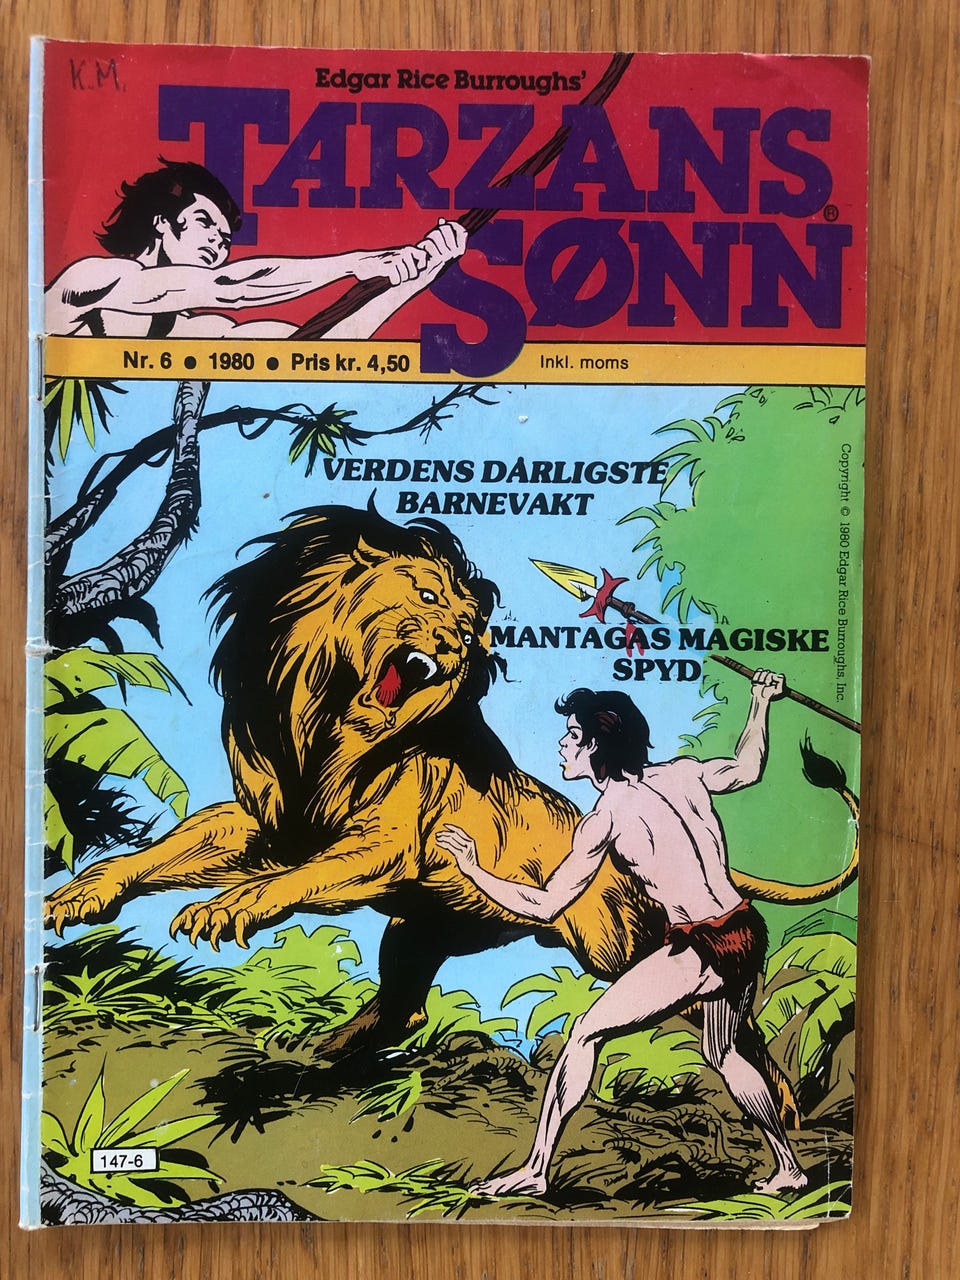 K.M.
Edgar Rice Burroughs'
TARZANS
SØNN®
Nr. 6 ● 1980 ● Pris kr. 4,50
Inkl. moms
VERDENS DÅRLIGSTE
BARNEVAKT
MANTAGAS MAGISKE
SPYD
Copyright © 1980 Edgar Rice Burroughs, Inc.
147-6